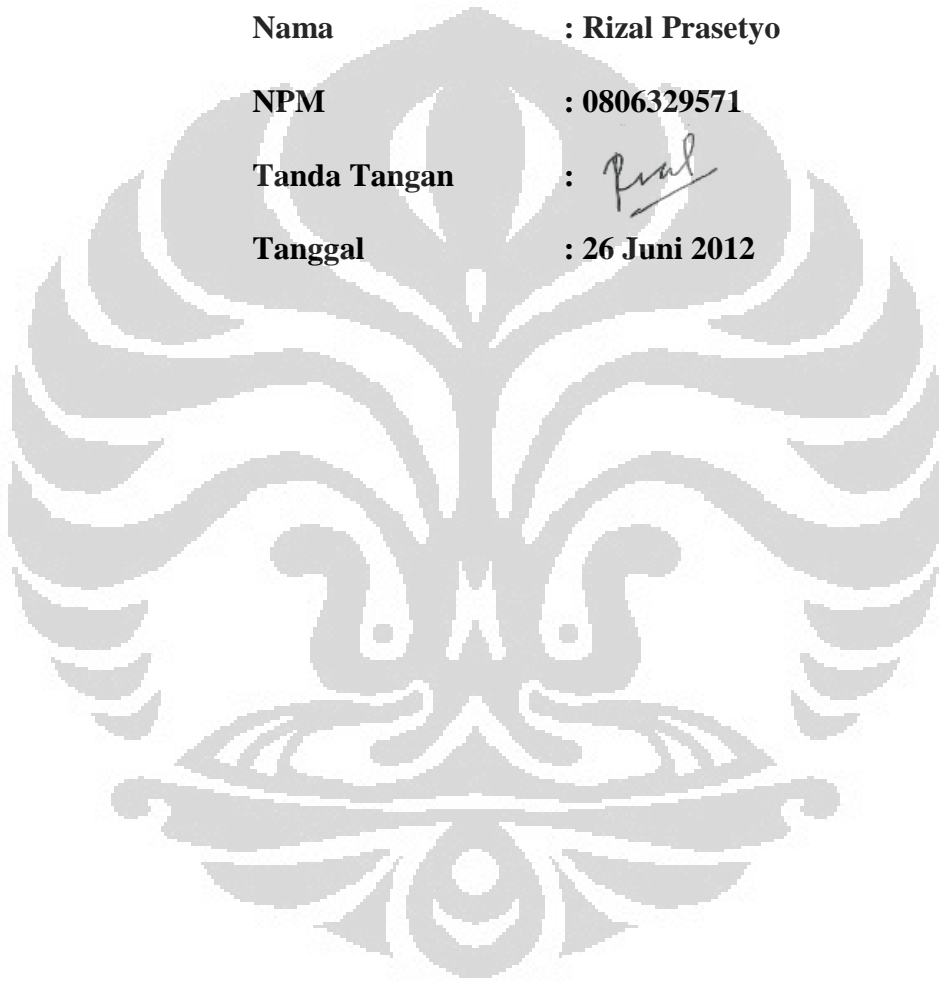 Nama : Rizal Prasetyo
NPM : 0806329571
Tanda Tangan :
Tanggal : 26 Juni 2012